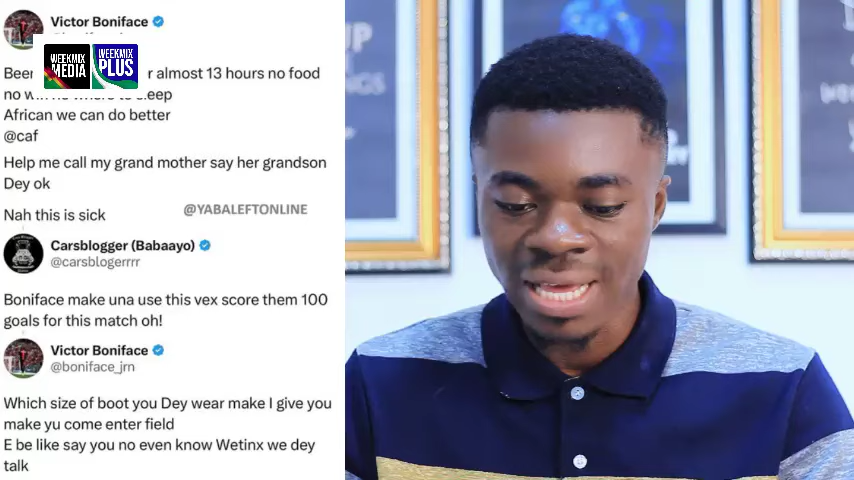 Victor Boniface
WEEKMIX
MEDIA
WEEKMIX
PLUS
Been
r almost 13 hours no food
no
African we can do better
@caf
Help me call my grand mother say her grandson
Dey ok
Nah this is sick
@YABALEFTONLINE
Carsblogger (Babaayo)
@carsblogerrrr
Boniface make una use this vex score them 100
goals for this match oh!
Victor Boniface
@boniface_jrn
Which size of boot you Dey wear make I give you
make yu come enter field
E be like say you no even know Wetinx we dey
talk
UP